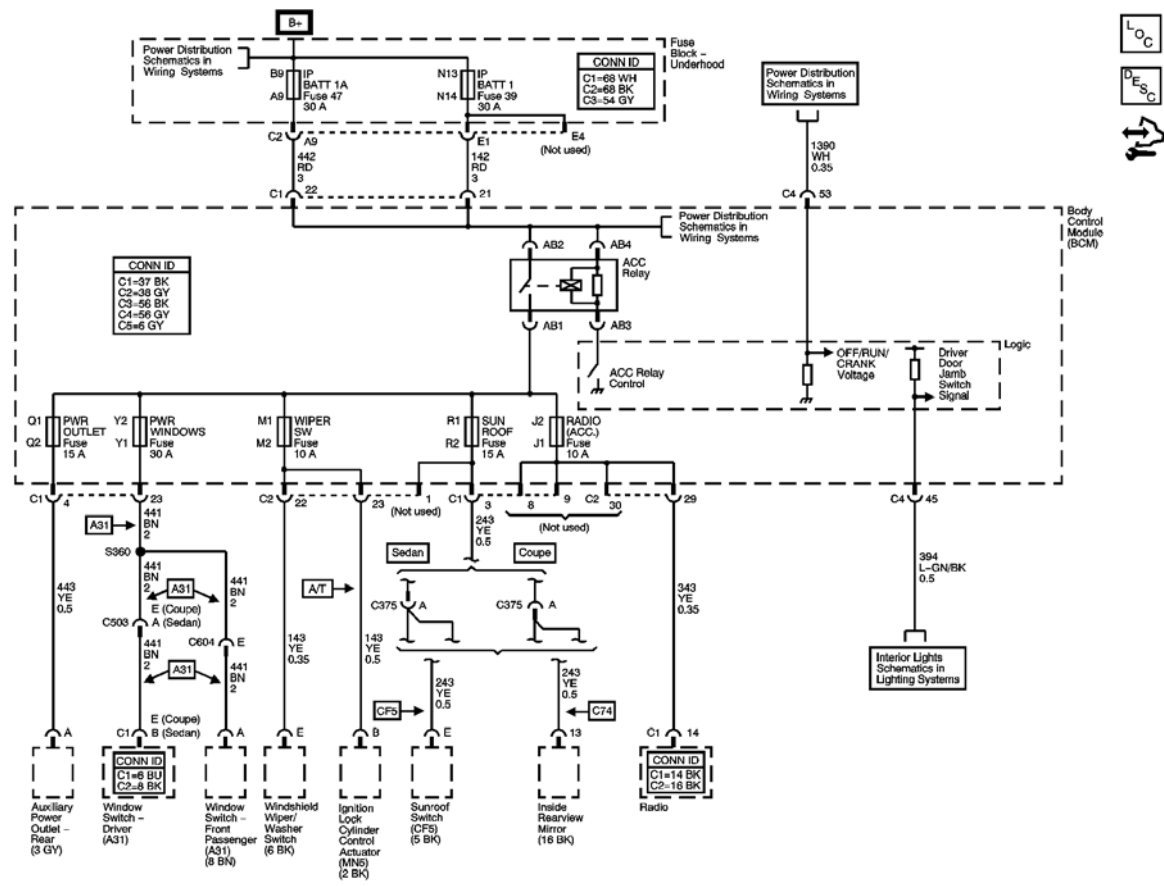 B+
Power Distribution
Schematics in
Wiring Systems
B9
A9
IP
BATT 1A
Fuse 47
30 A
N13
N14
IP
BATT 1
Fuse 39
30 A
CONN ID
C1=68 WH
C2=68 BK
C3=54 GY
Fuse
Block –
Underhood
Power Distribution
Schematics in
Wiring Systems
LOC
DESC
C2
A9
E1
E4
(Not used)
442
RD
3
142
RD
3
1390
WH
0.35
C1
22
21
C4
53
Power Distribution
Schematics in
Wiring Systems
Body
Control
Module
(BCM)
CONN ID
C1=37 BK
C2=38 GY
C3=56 BK
C4=56 GY
C5=6 GY
AB2
AB4
ACC
Relay
AB1
AB3
ACC Relay
Control
OFF/RUN/
CRANK
Voltage
Driver
Door
Jamb
Switch
Signal
Logic
Q1
Q2
PWR
OUTLET
Fuse
15 A
Y2
Y1
PWR
WINDOWS
Fuse
30 A
M1
M2
WIPER
SW
Fuse
10 A
R1
R2
SUN
ROOF
Fuse
15 A
J2
J1
RADIO
(ACC.)
Fuse
10 A
C1
4
23
C2
22
23
1
(Not used)
C1
3
8
9
C2
30
(Not used)
29
C4
45
A31
441
BN
2
S360
443
YE
0.5
441
BN
2
A31
441
BN
2
E (Coupe)
C503
A (Sedan)
C604
E
441
BN
2
A31
441
BN
2
E (Coupe)
C1
B (Sedan)
143
YE
0.35
A/T
143
YE
0.5
243
YE
0.5
Sedan
Coupe
C375
A
C375
A
243
YE
0.5
CF5
243
YE
0.5
C74
343
YE
0.35
394
L-GN/BK
0.5
Interior Lights
Schematics in
Lighting Systems
A
A
E
B
E
13
C1
14
CONN ID
C1=6 BU
C2=8 BK
CONN ID
C1=14 BK
C2=16 BK
Auxiliary
Power
Outlet –
Rear
(3 GY)
Window
Switch –
Driver
(A31)
Window
Switch –
Front
Passenger
(A31)
(8 BN)
Windshield
Wiper/
Washer
Switch
(6 BK)
Ignition
Lock
Cylinder
Control
Actuator
(MN5)
(2 BK)
Sunroof
Switch
(CF5)
(5 BK)
Inside
Rearview
Mirror
(16 BK)
Radio